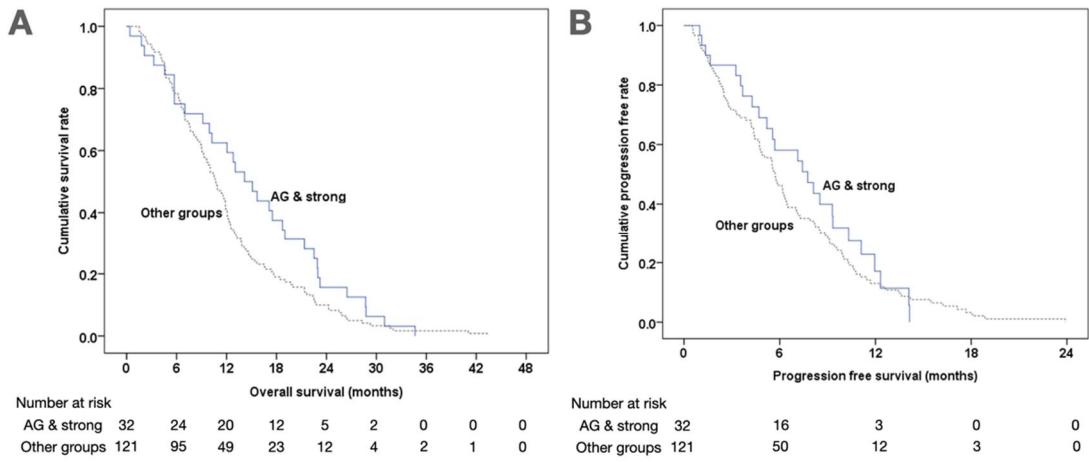 A
Cumulative survival rate
1.0
0.8
0.6
0.4
0.2
0.0
AG & strong
Other groups
0 6 12 18 24 30 36 42 48
Overall survival (months)
Number at risk
AG & strong 32 24 20 12 5 2 0 0 0
Other groups 121 95 49 23 12 4 2 1 0
B
Cumulative progression free rate
1.0
0.8
0.6
0.4
0.2
0.0
AG & strong
Other groups
0 6 12 18 24
Progression free survival (months)
Number at risk
AG & strong 32 16 3 0 0
Other groups 121 50 12 3 0